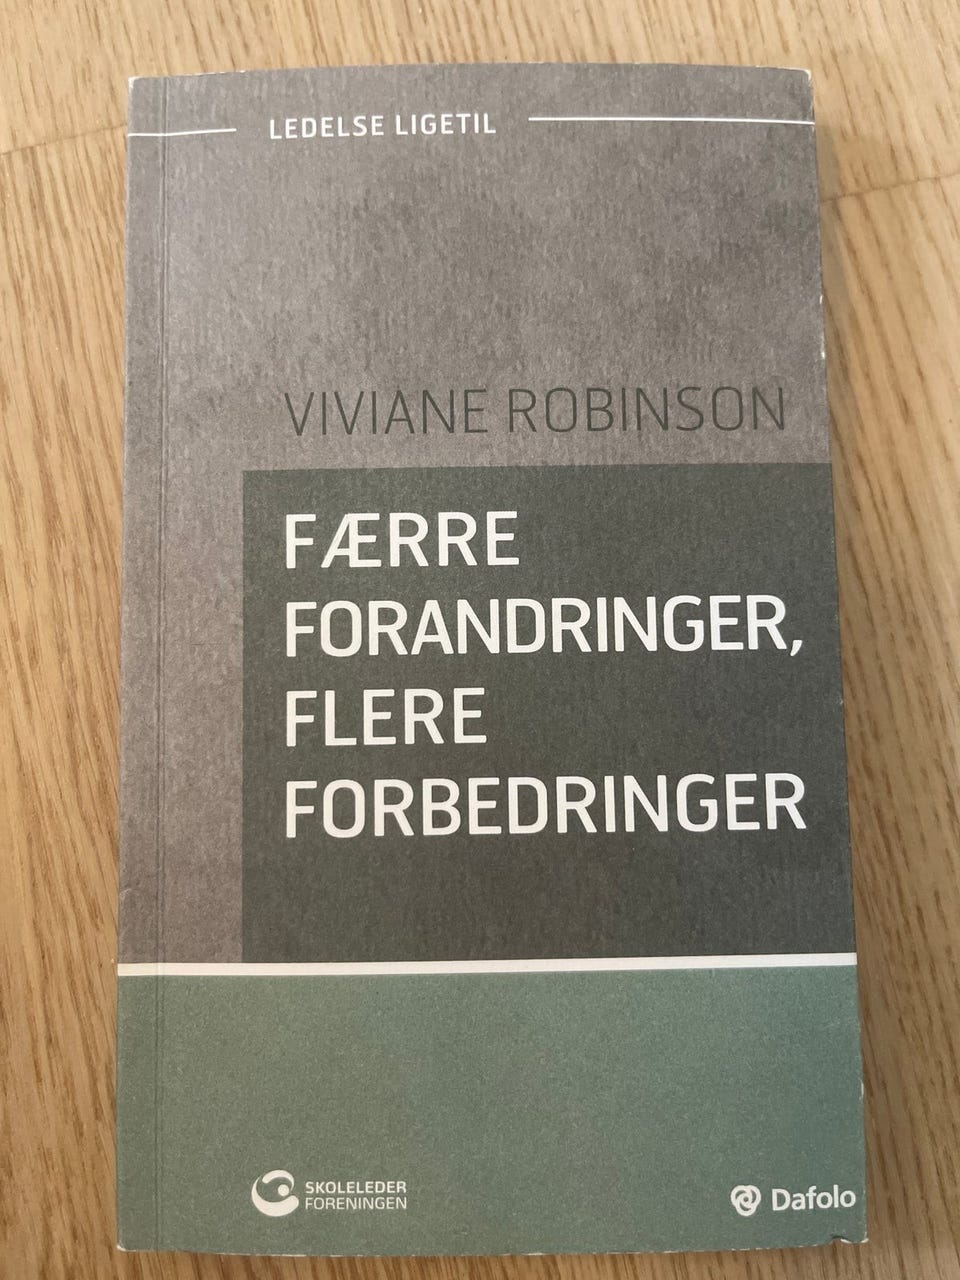 LEDELSE LIGETIL
VIVIANE ROBINSON
FÆRRE
FORANDRINGER,
FLERE
FORBEDRINGER
SKOLELEDER
FORENINGEN
Dafolo